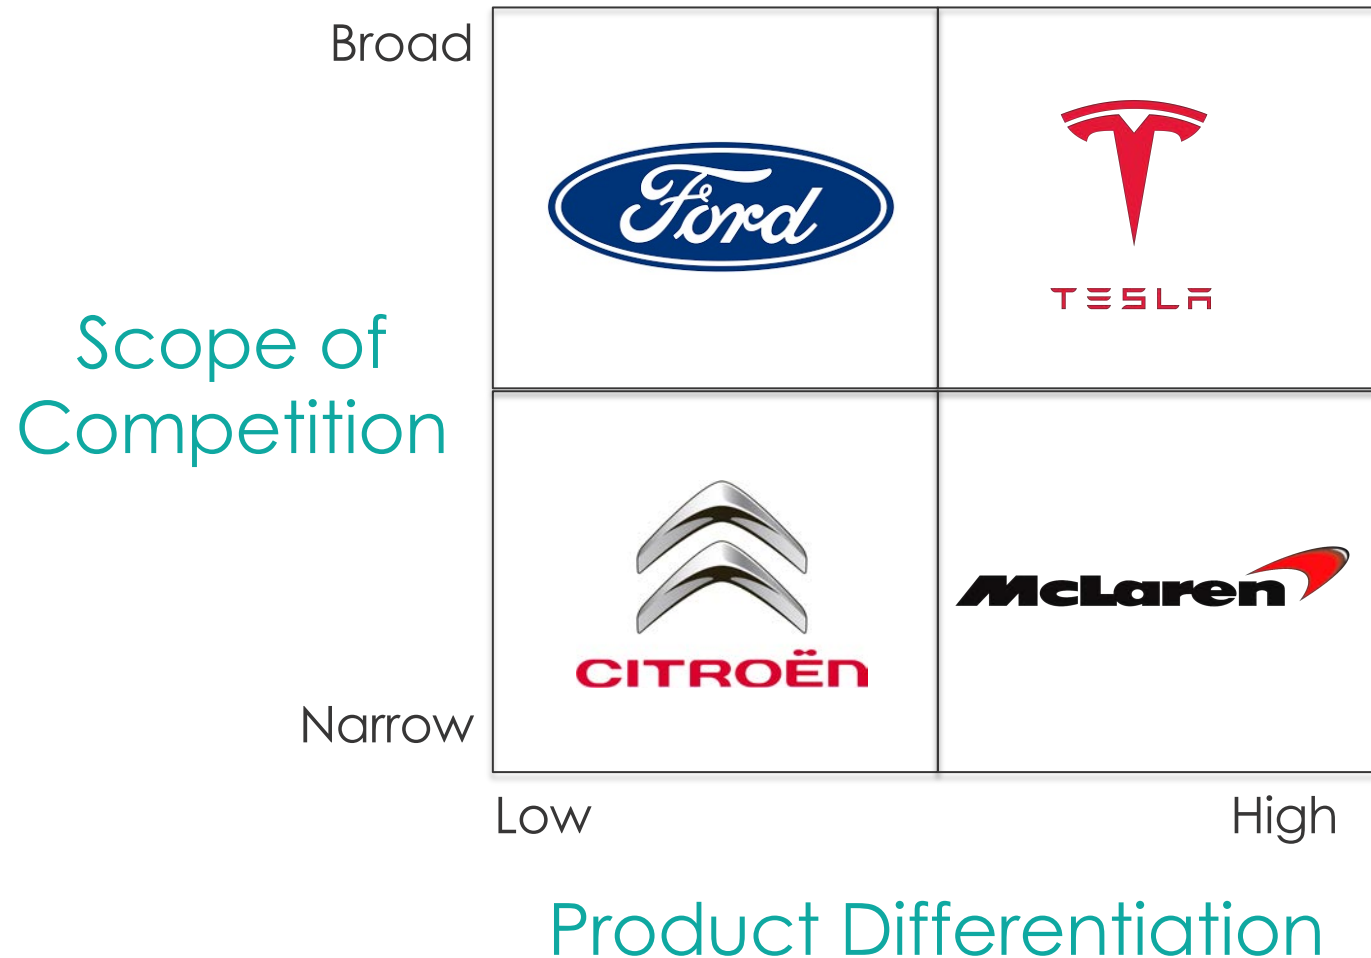 Broad
Ford
TESLA
Scope of
Competition
CITROËN
McLaren
Narrow
Low
High
Product Differentiation